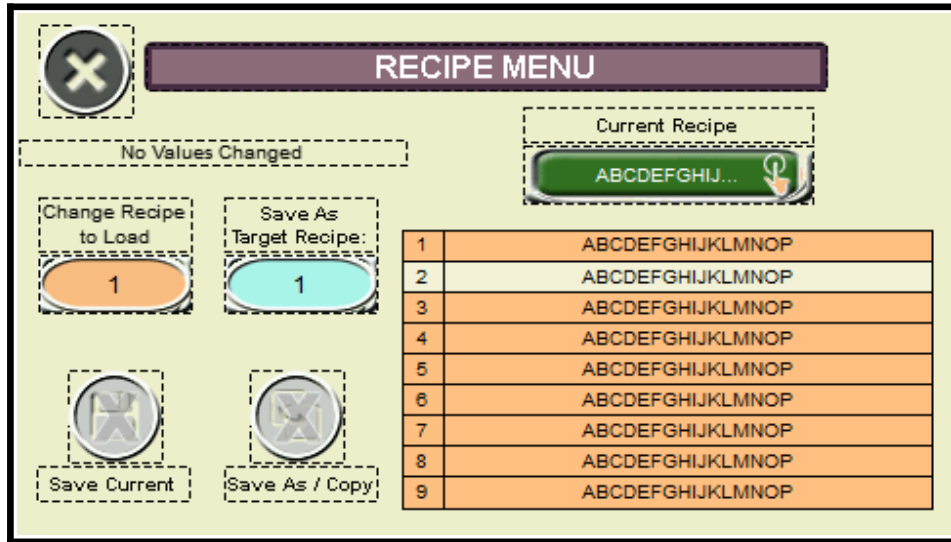 RECIPE MENU
Current Recipe
No Values Changed
ABCDEFGHIJ...
Change Recipe
to Load
Save As
Target Recipe:
1
1
1 ABCDEFGHIJKLMNOP
2 ABCDEFGHIJKLMNOP
3 ABCDEFGHIJKLMNOP
4 ABCDEFGHIJKLMNOP
5 ABCDEFGHIJKLMNOP
6 ABCDEFGHIJKLMNOP
7 ABCDEFGHIJKLMNOP
8 ABCDEFGHIJKLMNOP
9 ABCDEFGHIJKLMNOP
Save Current
Save As / Copy